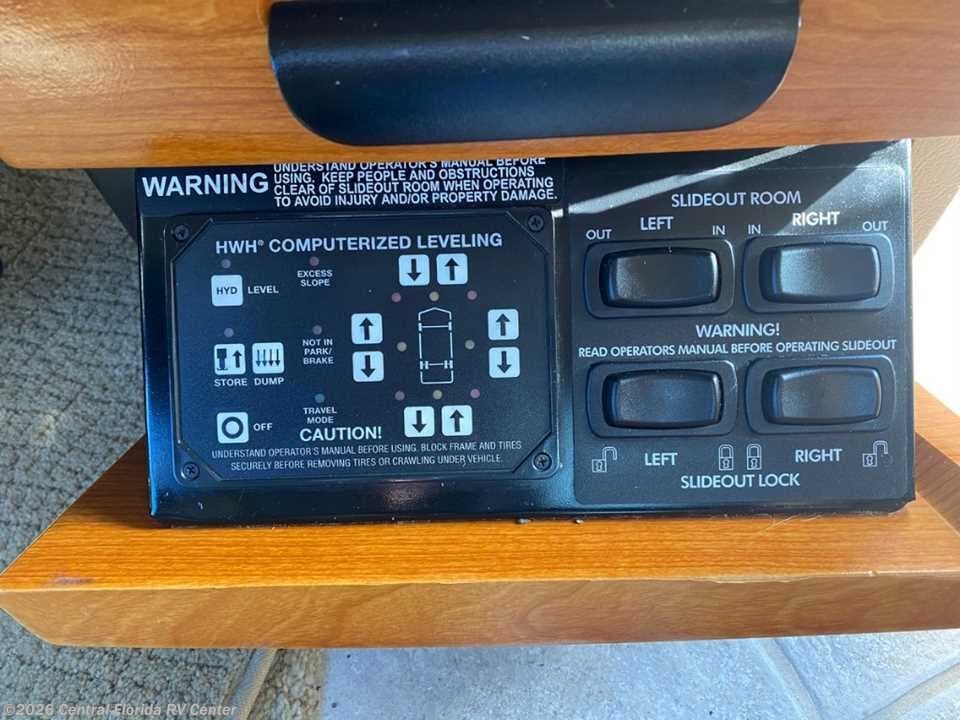 WARNING
UNDERSTAND OPERATOR'S MANUAL BEFORE
USING. KEEP PEOPLE AND OBSTRUCTIONS
CLEAR OF SLIDEOUT ROOM WHEN OPERATING
TO AVOID INJURY AND/OR PROPERTY DAMAGE.
HWH® COMPUTERIZED LEVELING
HYD LEVEL
EXCESS
SLOPE
NOT IN
PARK/
BRAKE
STORE DUMP
TRAVEL
MODE
OFF
CAUTION!
UNDERSTAND OPERATOR'S MANUAL BEFORE USING. BLOCK FRAME AND TIRES
SECURELY BEFORE REMOVING TIRES OR CRAWLING UNDER VEHICLE.
SLIDEOUT ROOM
LEFT RIGHT
OUT IN IN OUT
WARNING!
READ OPERATORS MANUAL BEFORE OPERATING SLIDEOUT
LEFT RIGHT
SLIDEOUT LOCK
©2026 Central Florida RV Center